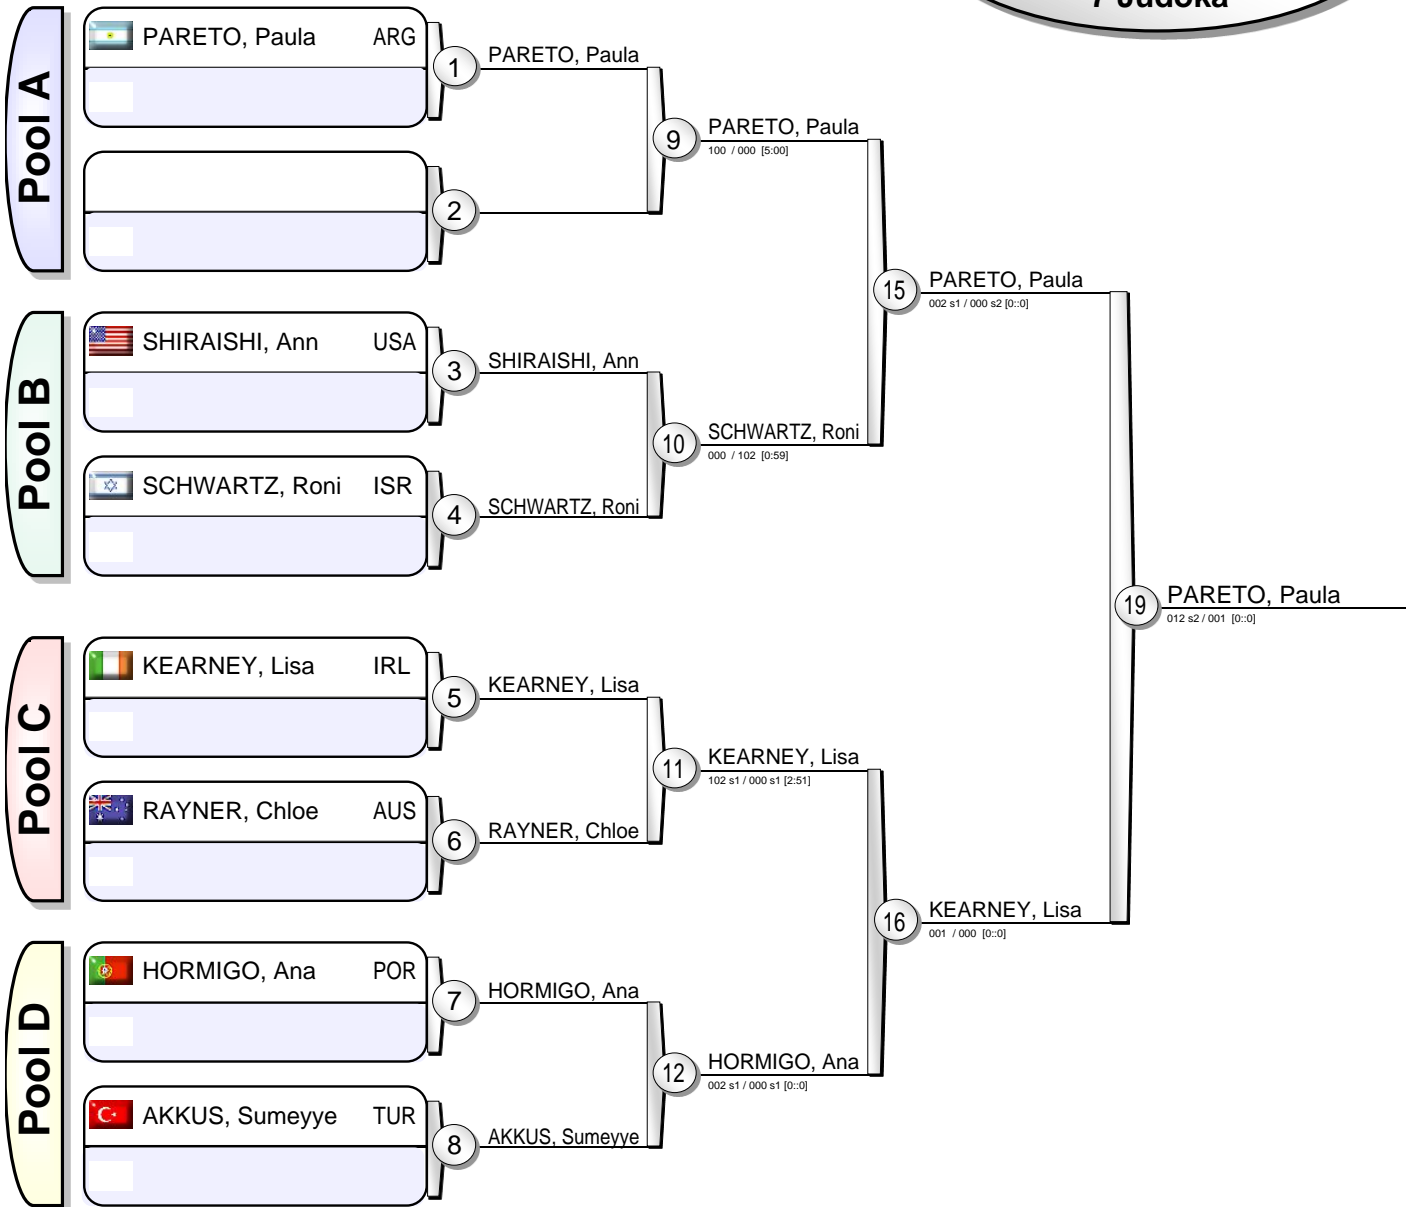 7 Judoka
Pool A
PARETO, Paula ARG
1
PARETO, Paula
2
9
PARETO, Paula
100 / 000 [5:00]
Pool B
SHIRAISHI, Ann USA
3
SHIRAISHI, Ann
SCHWARTZ, Roni ISR
4
SCHWARTZ, Roni
10
SCHWARTZ, Roni
000 / 102 [0:59]
15
PARETO, Paula
002 s1 / 000 s2 [0::0]
Pool C
KEARNEY, Lisa IRL
5
KEARNEY, Lisa
RAYNER, Chloe AUS
6
RAYNER, Chloe
11
KEARNEY, Lisa
102 s1 / 000 s1 [2:51]
Pool D
HORMIGO, Ana POR
7
HORMIGO, Ana
AKKUS, Sumeyye TUR
8
AKKUS, Sumeyye
12
HORMIGO, Ana
002 s1 / 000 s1 [0::0]
16
KEARNEY, Lisa
001 / 000 [0::0]
19
PARETO, Paula
012 s2 / 001 [0::0]